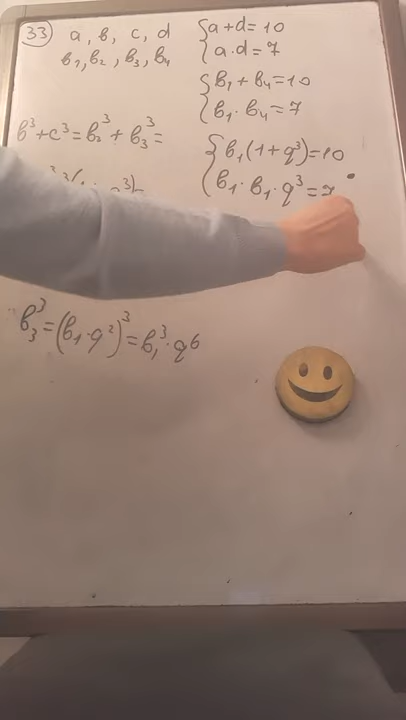 33 a, b, c, d
b₁, b₂, b₃, b₄
{a+d=10
a·d=7
{b₁+b₄=10
b₁·b₄=7
b³+c³=b₂³+b₃³=
{b₁(1+q³)=10
b₁·b₁·q³=7
b₃³=(b₁·q²)³=b₁³·q⁶